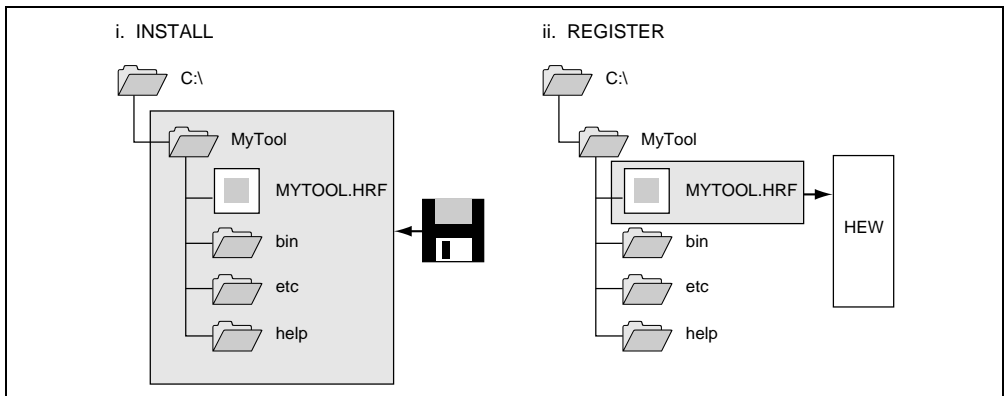 i. INSTALL
C:\
MyTool
MYTOOL.HRF
bin
etc
help
ii. REGISTER
C:\
MyTool
MYTOOL.HRF
bin
etc
help
HEW